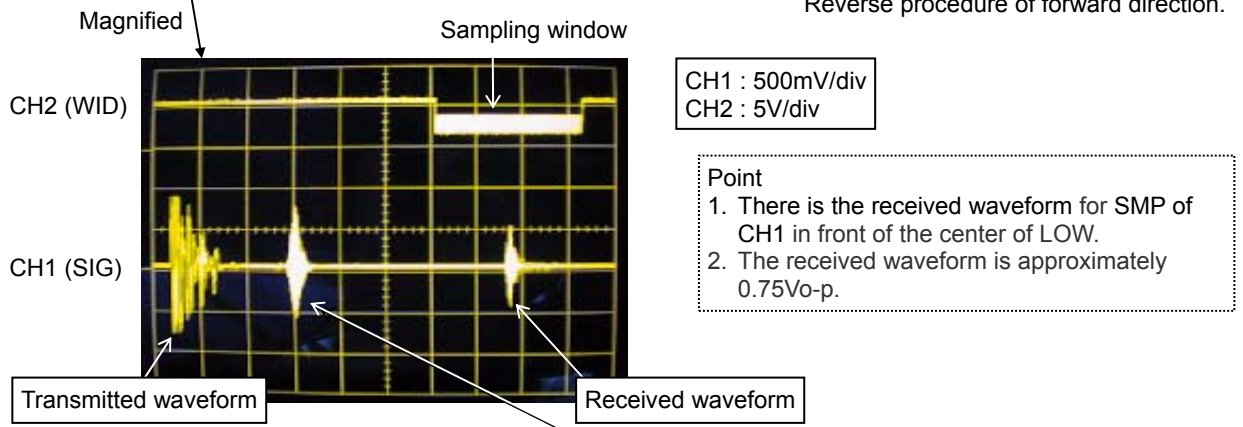 Reverse procedure of forward direction.
Magnified
Sampling window
CH2 (WID)
CH1 : 500mV/div
CH2 : 5V/div
Point
1. There is the received waveform for SMP of
CH1 in front of the center of LOW.
2. The received waveform is approximately
0.75Vo-p.
CH1 (SIG)
Transmitted waveform
Received waveform